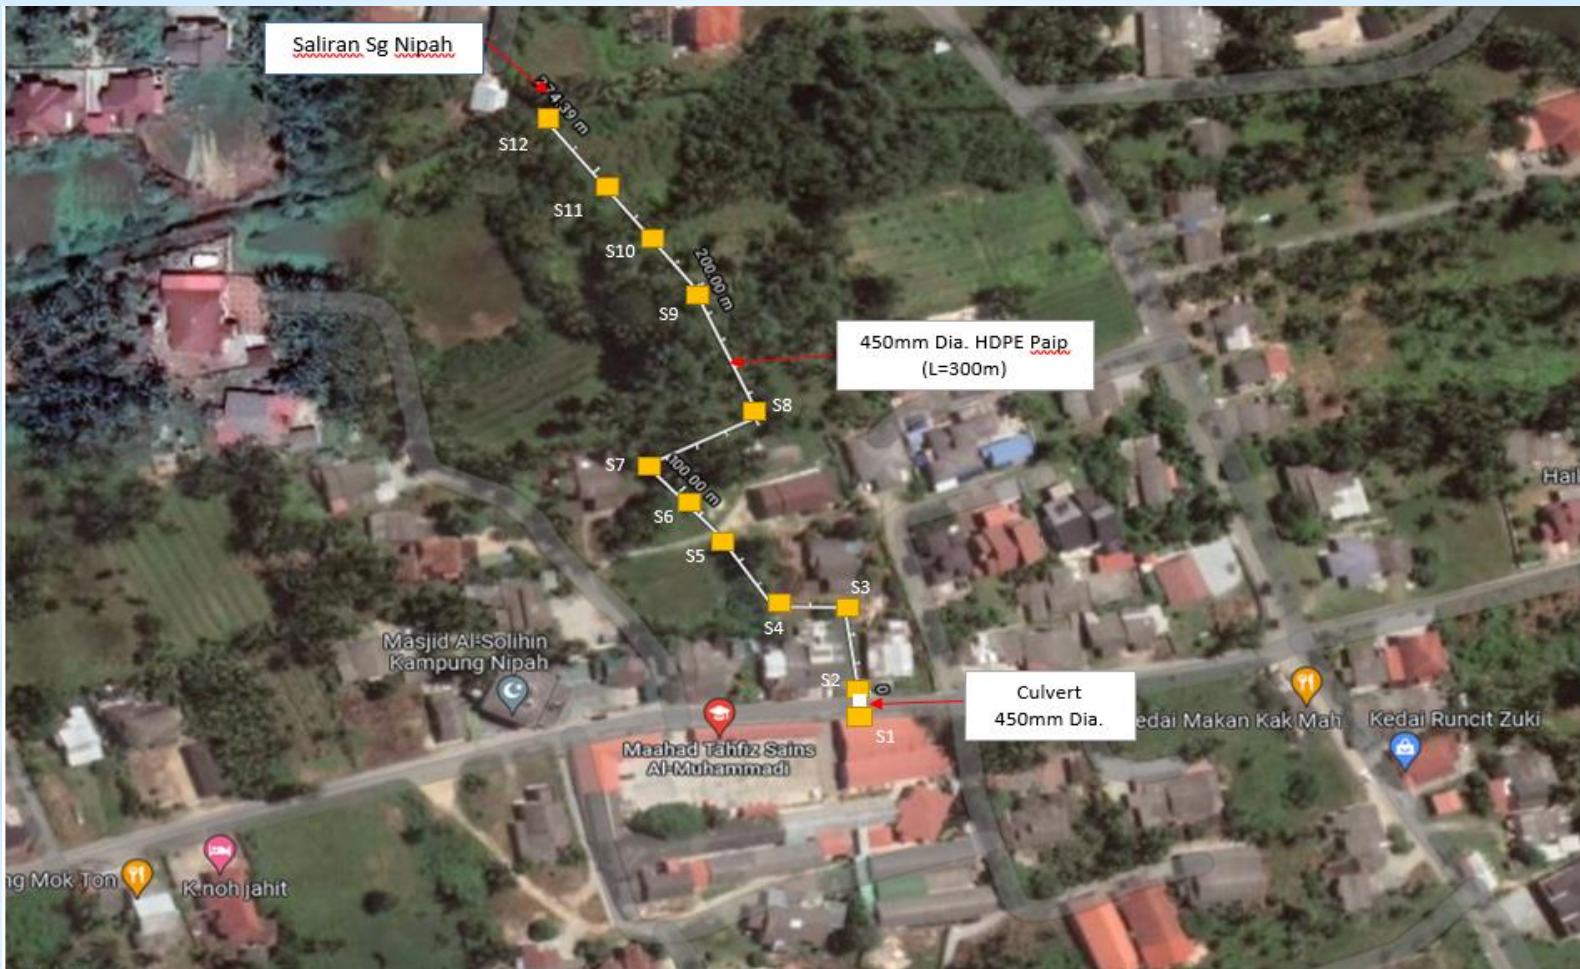 Saliran Sg Nipah
274.39 m
S12
S11
S10
200.00 m
S9
450mm Dia. HDPE Paip
(L=300m)
S8
S7
100.00 m
Hail
S6
S5
S3
S4
Masjid Al-Solihin
Kampung Nipah
S2
0
Culvert
450mm Dia.
edai Makan Kak Mah
Kedai Runcit Zuki
S1
Maahad Tahfiz Sains
Al-Muhammadi
ng Mok Ton
K.noh jahit